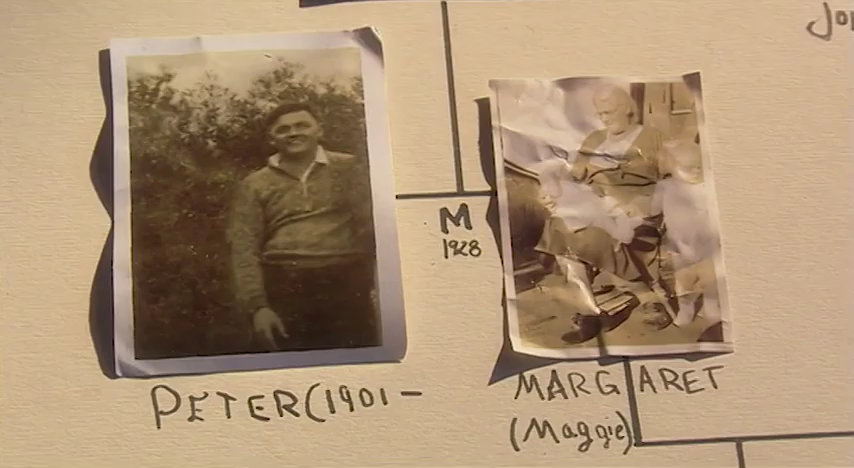 M
1928
PETER (1901 –
MARGARET
(Maggie)